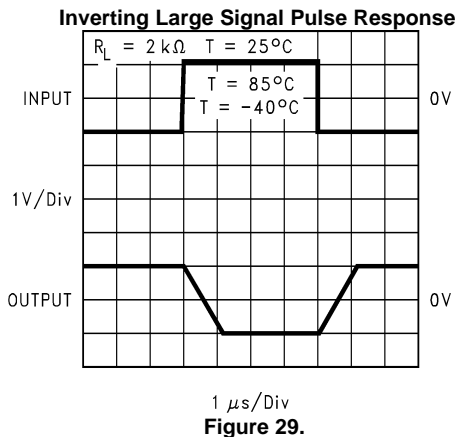 Inverting Large Signal Pulse Response
R_L = 2 kΩ T = 25°C
T = 85°C
T = -40°C
INPUT
0V
1V/Div
OUTPUT
0V
1 μs/Div
Figure 29.